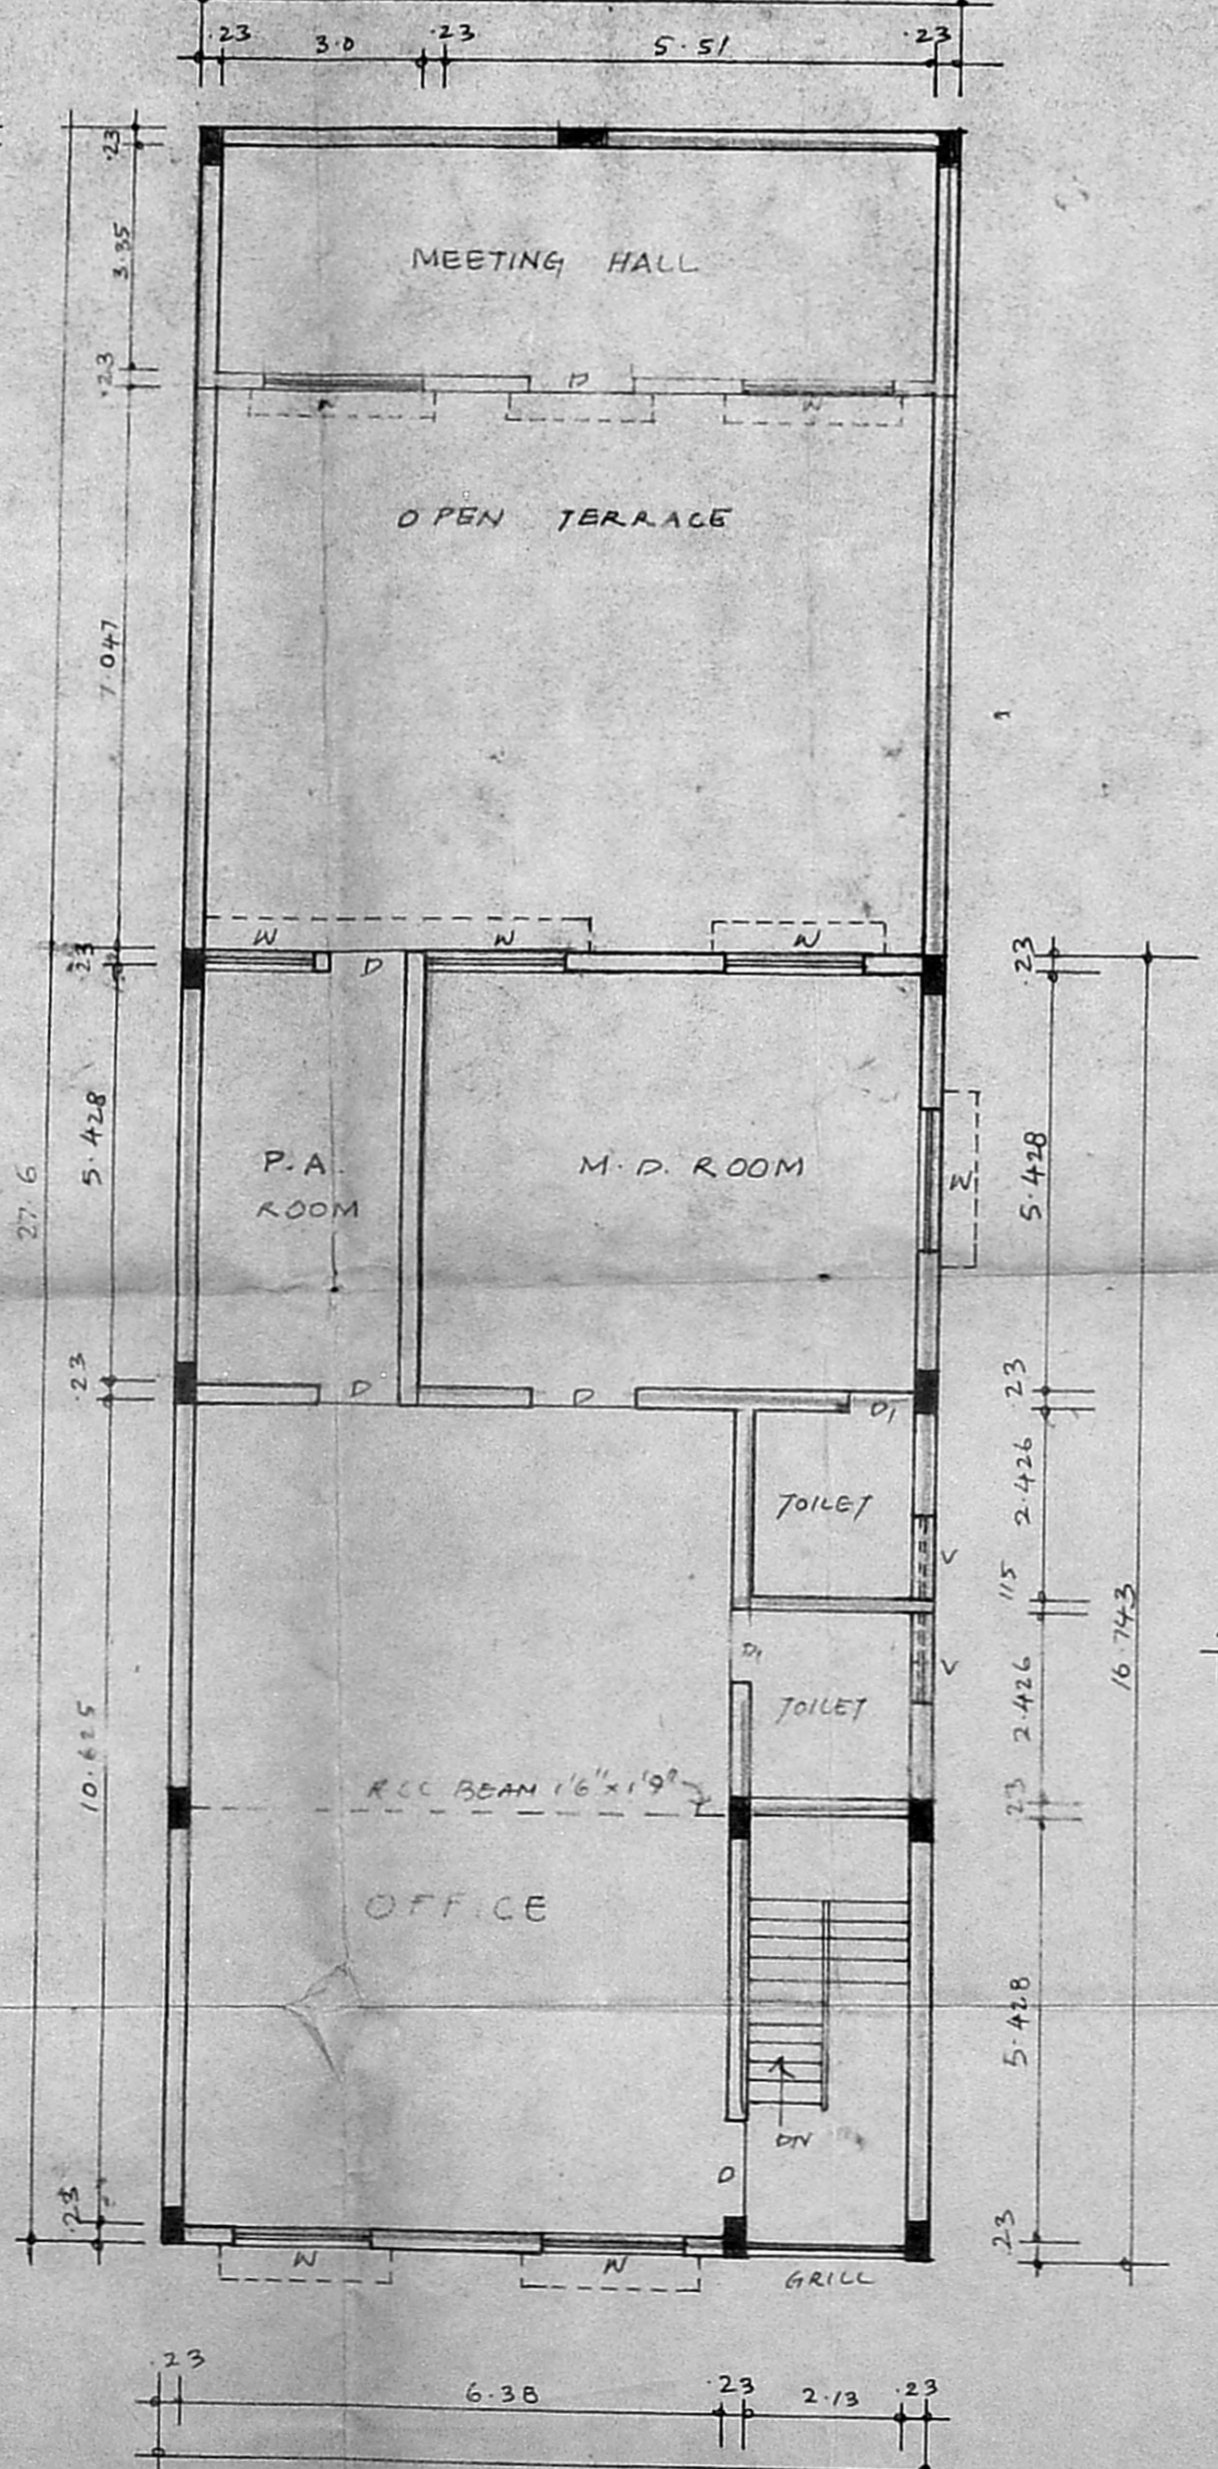 .23 3.0 .23 5.51 .23
.23
3.35
.23
MEETING HALL
D
W
OPEN TERRACE
7.047
W D W W
.23
.23
27.6
5.428
P.A.
ROOM
M.D. ROOM
W
5.428
.23
D D D1
.23
TOILET
2.426
V
115
16.743
D1
TOILET
V
2.426
10.625
RCC BEAM 1'6"x1'9"
.23
OFFICE
5.428
DN
D
.23
W W
GRILL
.23
.23 6.38 .23 2.13 .23